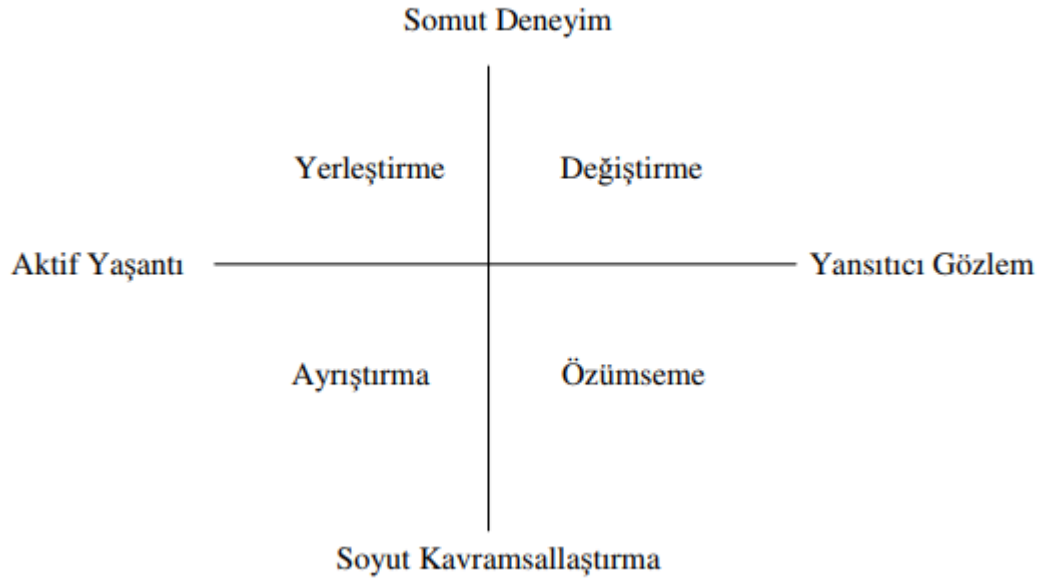 Somut Deneyim
Yerleştirme
Değiştirme
Aktif Yaşantı
Yansıtıcı Gözlem
Ayrıştırma
Özümseme
Soyut Kavramsallaştırma